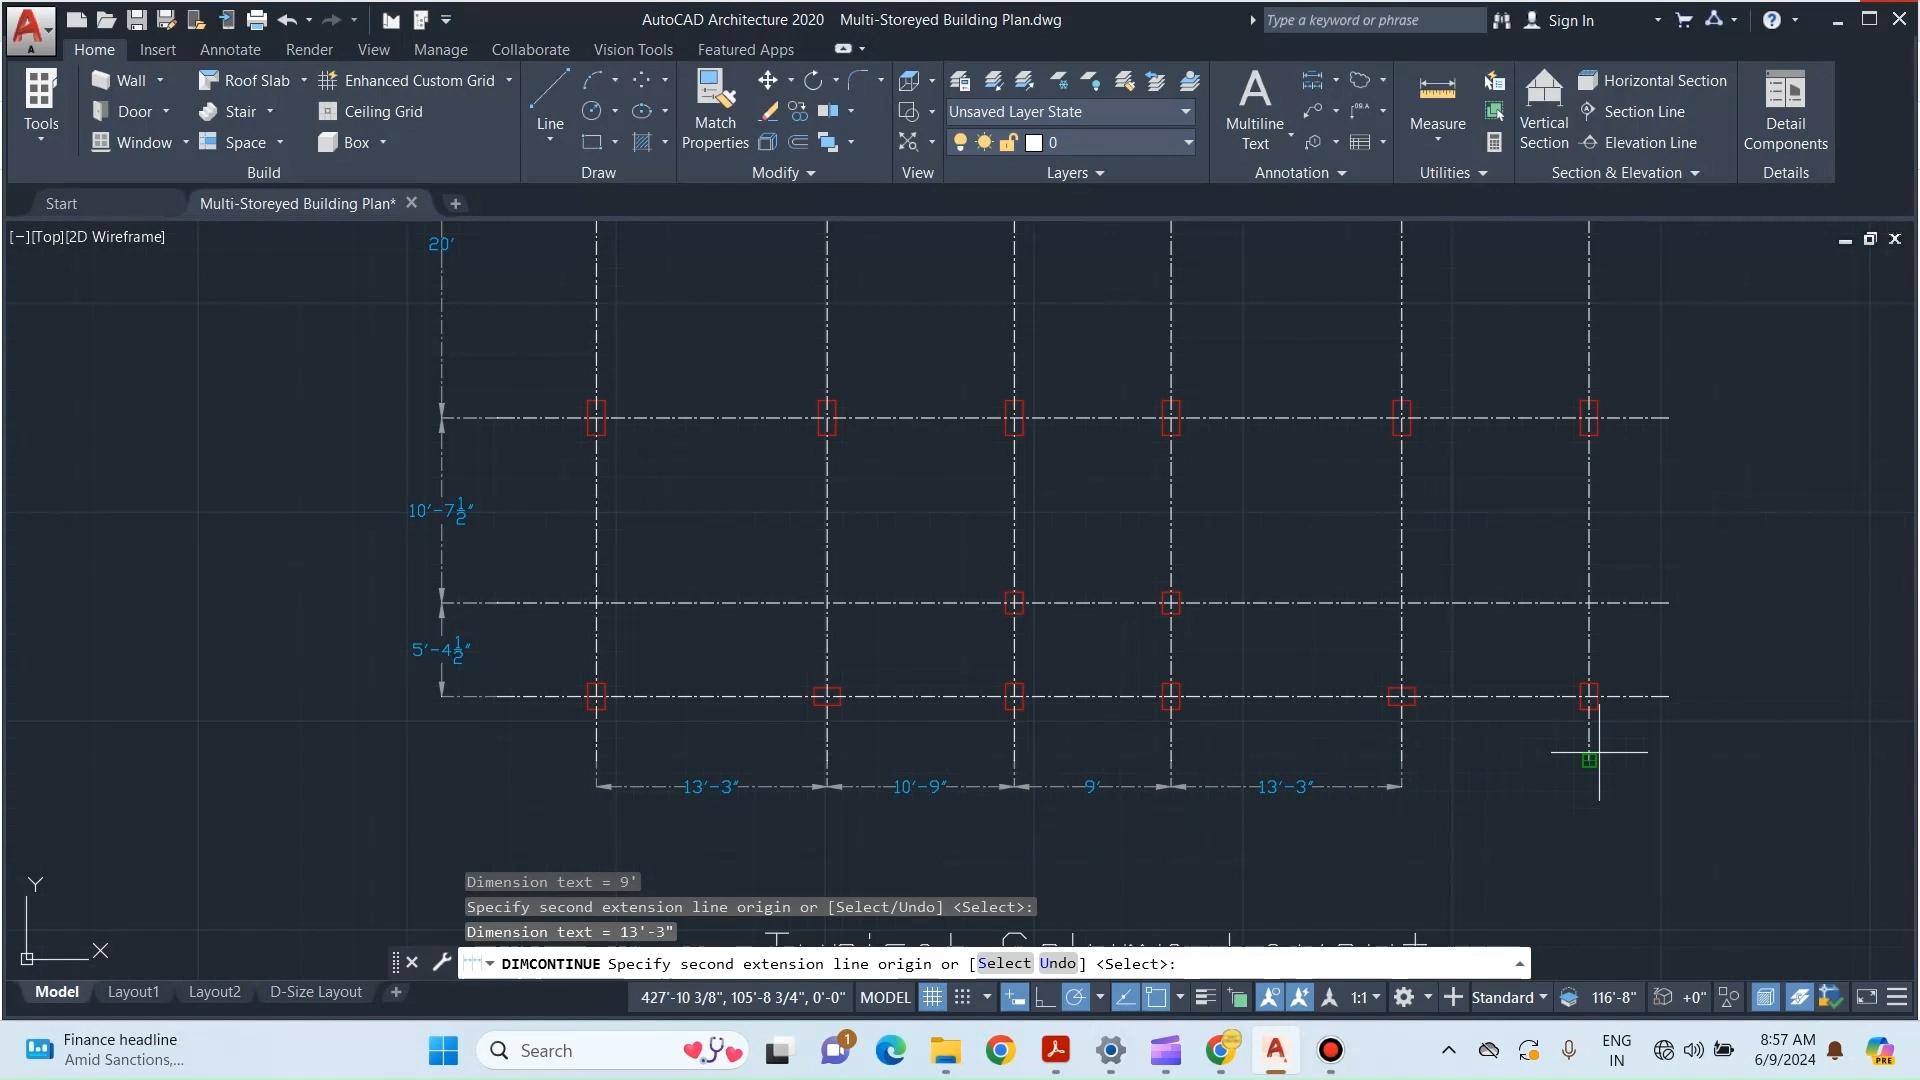 AutoCAD Architecture 2020 Multi-Storeyed Building Plan.dwg
Type a keyword or phrase
Sign In
A
Home Insert Annotate Render View Manage Collaborate Vision Tools Featured Apps
Tools
Wall
Door
Window
Roof Slab
Stair
Space
Enhanced Custom Grid
Ceiling Grid
Box
Build
Line
Draw
Match
Properties
Modify
View
Unsaved Layer State
0
Layers
Multiline
Text
Annotation
Measure
Utilities
Vertical
Section
Horizontal Section
Section Line
Elevation Line
Section & Elevation
Detail
Components
Details
Start
Multi-Storeyed Building Plan*
[−][Top][2D Wireframe]
20'
10'-7½"
5'-4½"
13'-3" 10'-9" 9' 13'-3"
Y
X
Dimension text = 9'
Specify second extension line origin or [Select/Undo] <Select>:
Dimension text = 13'-3"
DIMCONTINUE Specify second extension line origin or [Select Undo] <Select>:
Model Layout1 Layout2 D-Size Layout
427'-10 3/8", 105'-8 3/4", 0'-0" MODEL 1:1 Standard 116'-8" +0"
Finance headline
Amid Sanctions,...
Search
1
ENG
IN
8:57 AM
6/9/2024
PRE